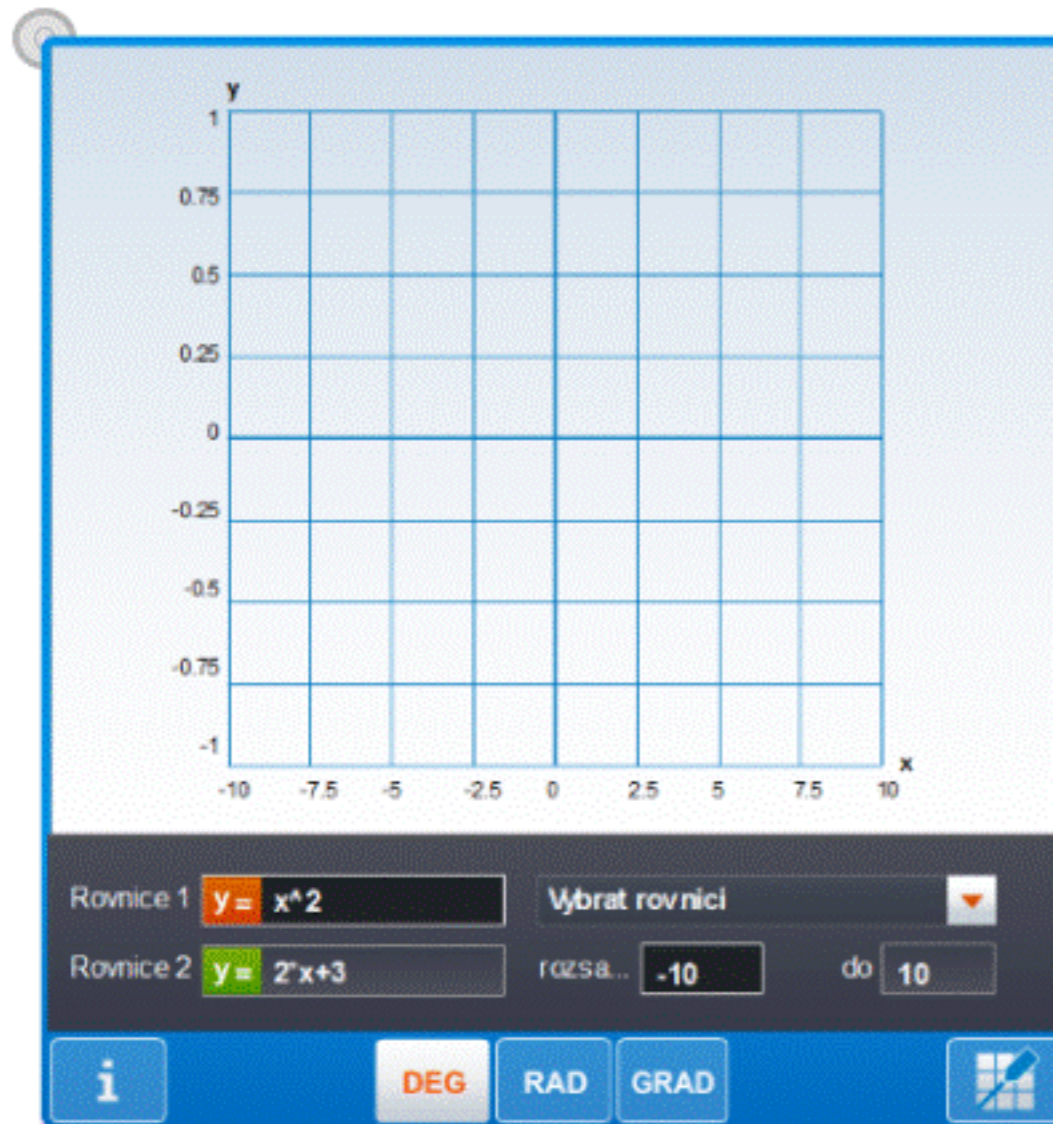 y
1
0.75
0.5
0.25
0
-0.25
-0.5
-0.75
-1
x
-10 -7.5 -5 -2.5 0 2.5 5 7.5 10
Rovnice 1 y = x^2 Vybrat rovnici
Rovnice 2 y = 2*x+3 rozsa... -10 do 10
i DEG RAD GRAD